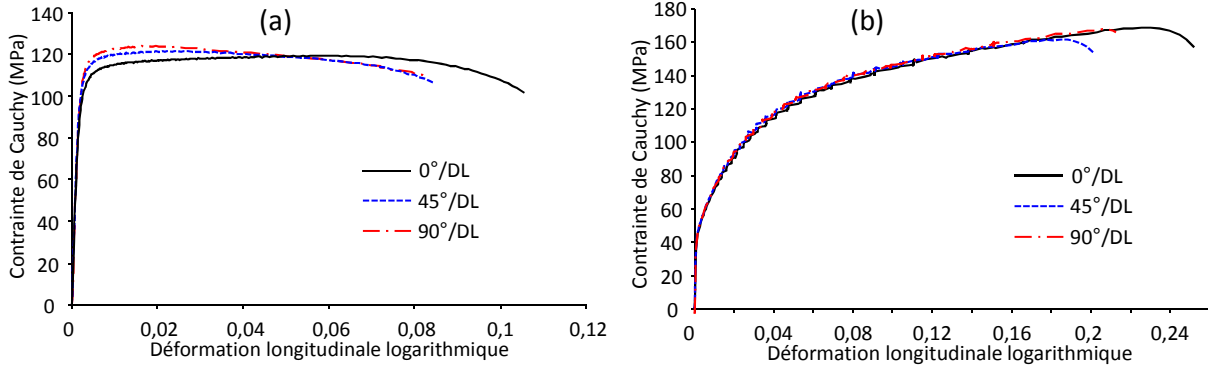 (a)
Contrainte de Cauchy (MPa)
140
120
100
80
60
40
20
0
0 0,02 0,04 0,06 0,08 0,1 0,12
Déformation longitudinale logarithmique
0°/DL
45°/DL
90°/DL
(b)
Contrainte de Cauchy (MPa)
180
160
140
120
100
80
60
40
20
0
0 0,04 0,08 0,12 0,16 0,2 0,24
Déformation longitudinale logarithmique
0°/DL
45°/DL
90°/DL